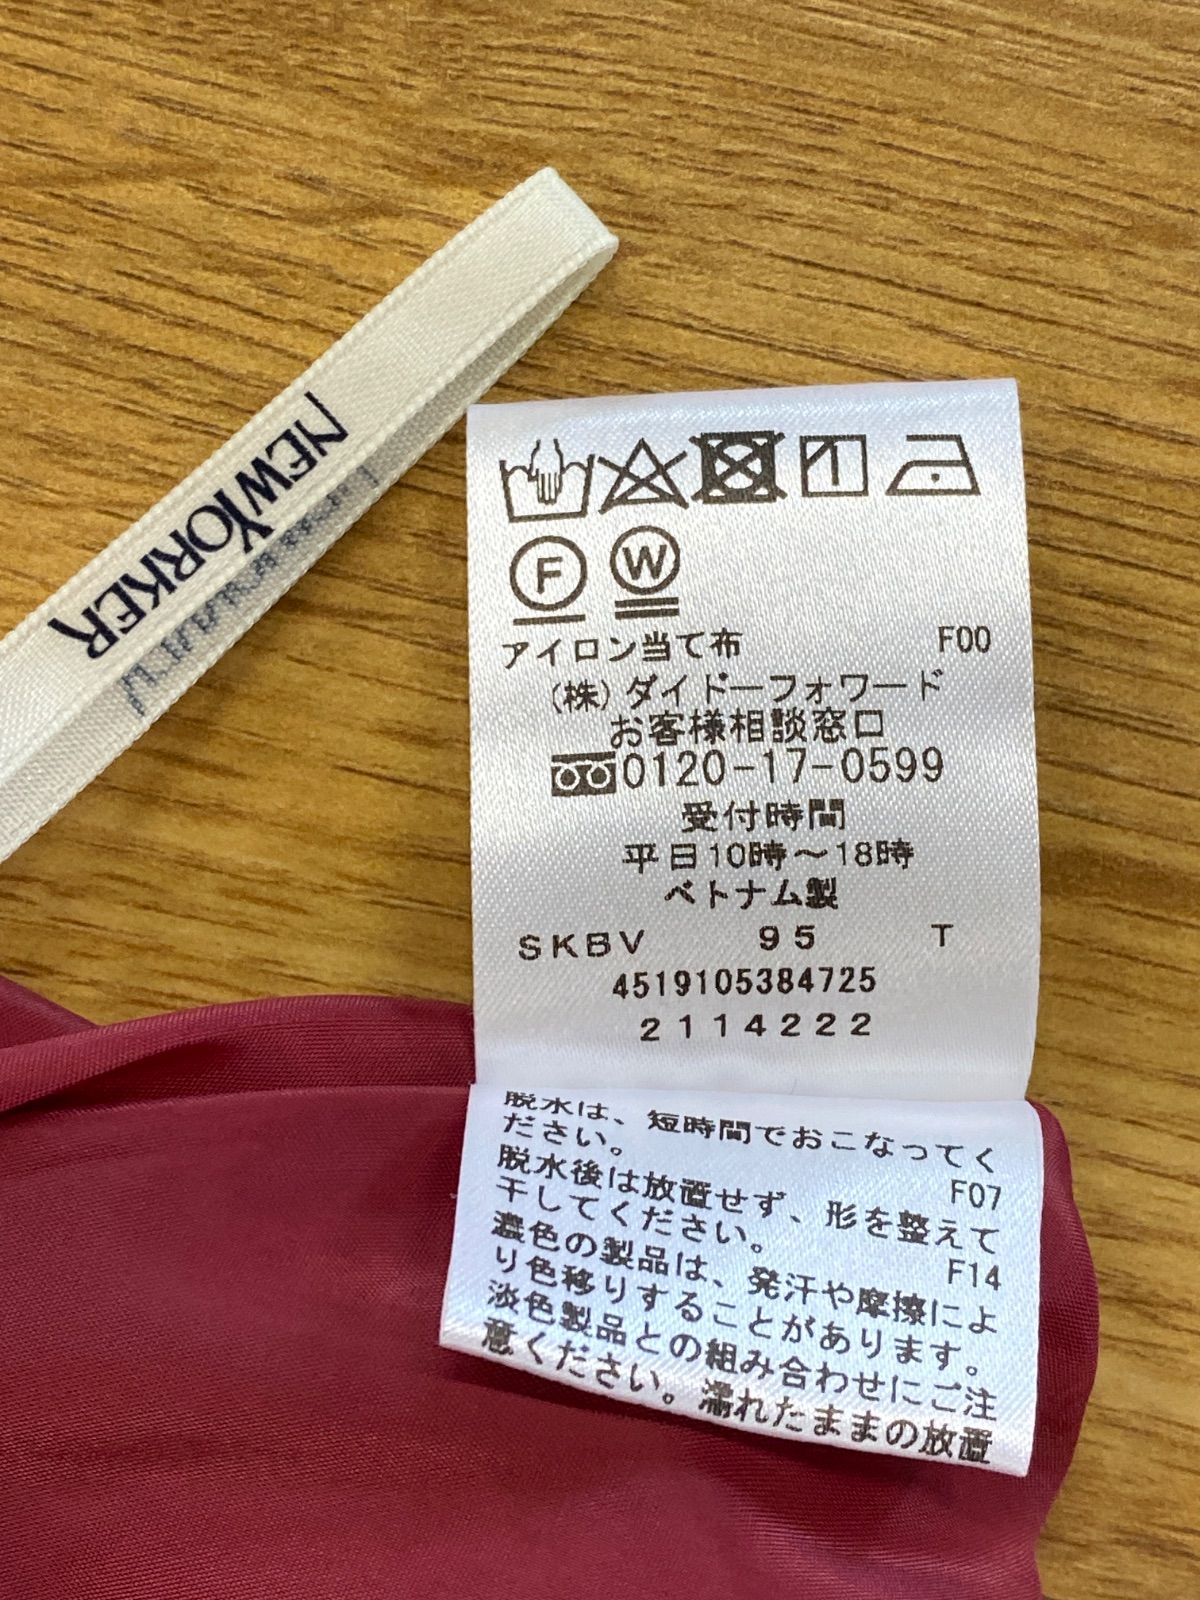 NEWYORKER
F
W
アイロン当て布 F00
(株)ダイドーフォワード
お客様相談窓口
0120-17-0599
受付時間
平日10時～18時
ベトナム製
SKBV 95 T
4519105384725
2114222
脱水は、短時間でおこなってく
ださい。 F07
脱水後は放置せず、形を整えて
干してください。 F14
濃色の製品は、発汗や摩擦によ
り色移りすることがあります。
淡色製品との組み合わせにご注
意ください。濡れたままの放置